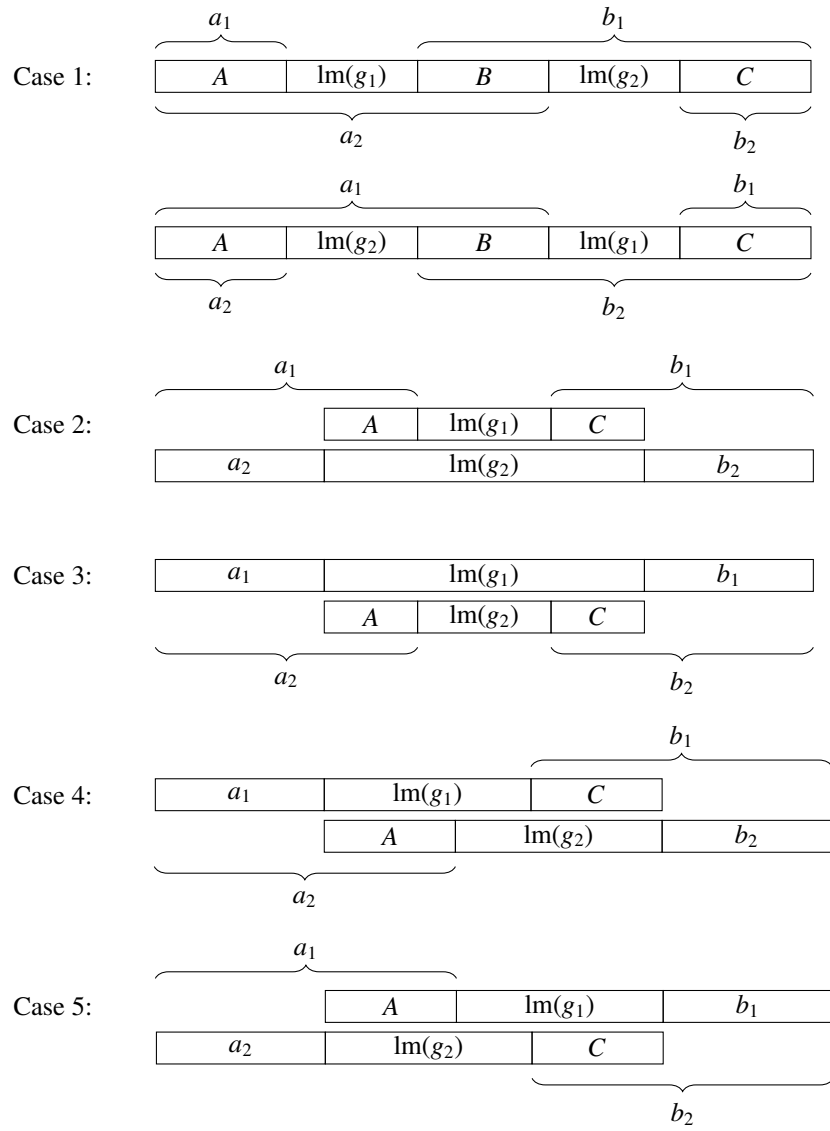 a₁ b₁
Case 1: A lm(g₁) B lm(g₂) C
a₂ b₂
a₁ b₁
A lm(g₂) B lm(g₁) C
a₂ b₂
a₁ b₁
Case 2: A lm(g₁) C
a₂ lm(g₂) b₂
Case 3: a₁ lm(g₁) b₁
A lm(g₂) C
a₂ b₂
b₁
Case 4: a₁ lm(g₁) C
A lm(g₂) b₂
a₂
a₁
Case 5: A lm(g₁) b₁
a₂ lm(g₂) C
b₂